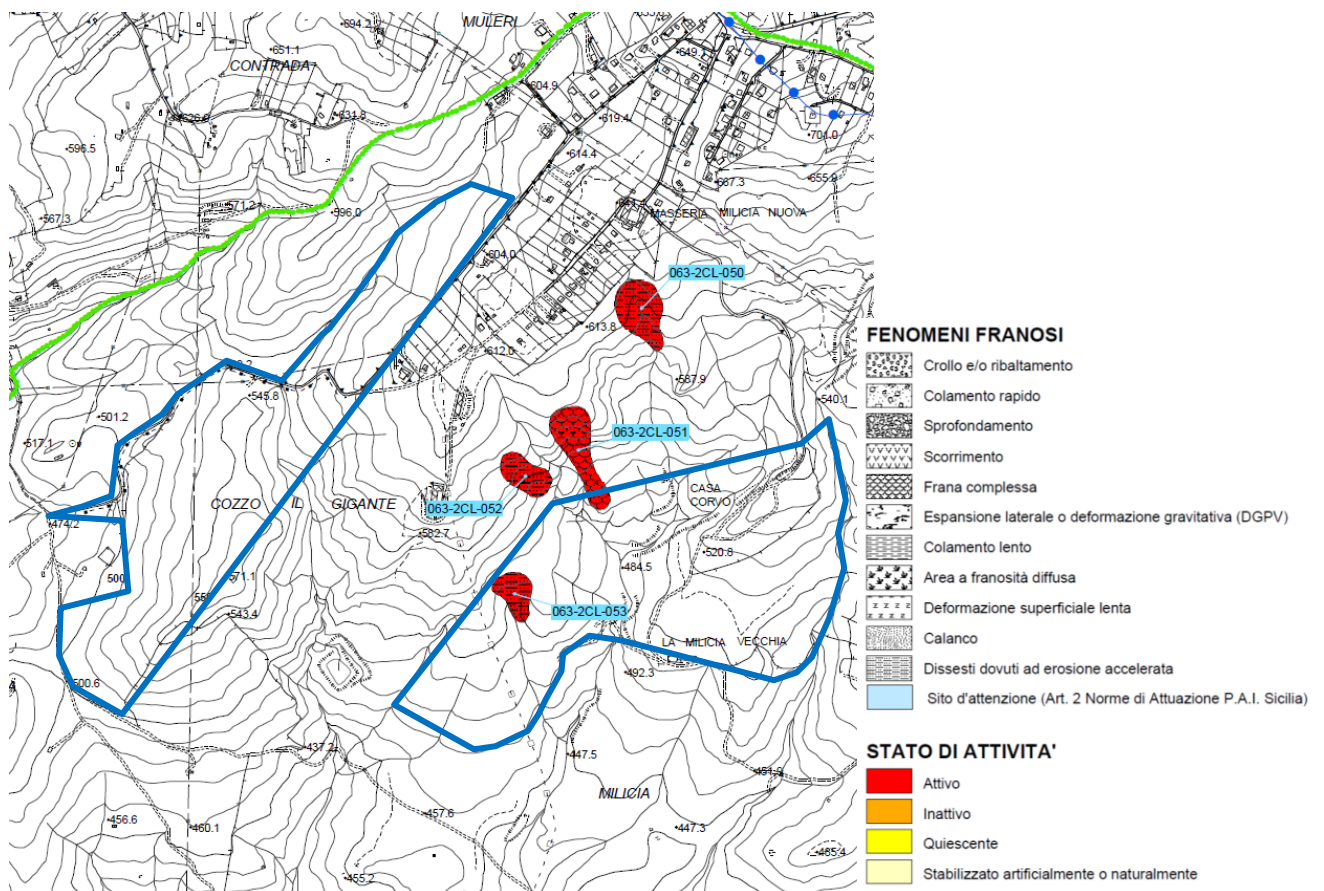 MULERI
694.2
651.1
CONTRADA
649.1
604.9
619.4
631.3
701.0
596.5
614.4
667.3
655.9
571.2
596.0
567.3
MASSERIA MILICIA NUOVA
604.0
063-2CL-050
613.8
612.0
587.9
545.8
540.1
501.2
517.1
063-2CL-051
CASA
CORVO
COZZO IL GIGANTE
063-2CL-052
474.2
562.7
520.8
484.5
500
571.1
543.4
063-2CL-053
LA MILICIA VECCHIA
492.3
500.6
437.2
447.5
451.9
MILICIA
457.6
456.6
460.1
447.3
465.4
455.2
FENOMENI FRANOSI
Crollo e/o ribaltamento
Colamento rapido
Sprofondamento
Scorrimento
Frana complessa
Espansione laterale o deformazione gravitativa (DGPV)
Colamento lento
Area a franosità diffusa
Deformazione superficiale lenta
Calanco
Dissesti dovuti ad erosione accelerata
Sito d'attenzione (Art. 2 Norme di Attuazione P.A.I. Sicilia)
STATO DI ATTIVITA'
Attivo
Inattivo
Quiescente
Stabilizzato artificialmente o naturalmente